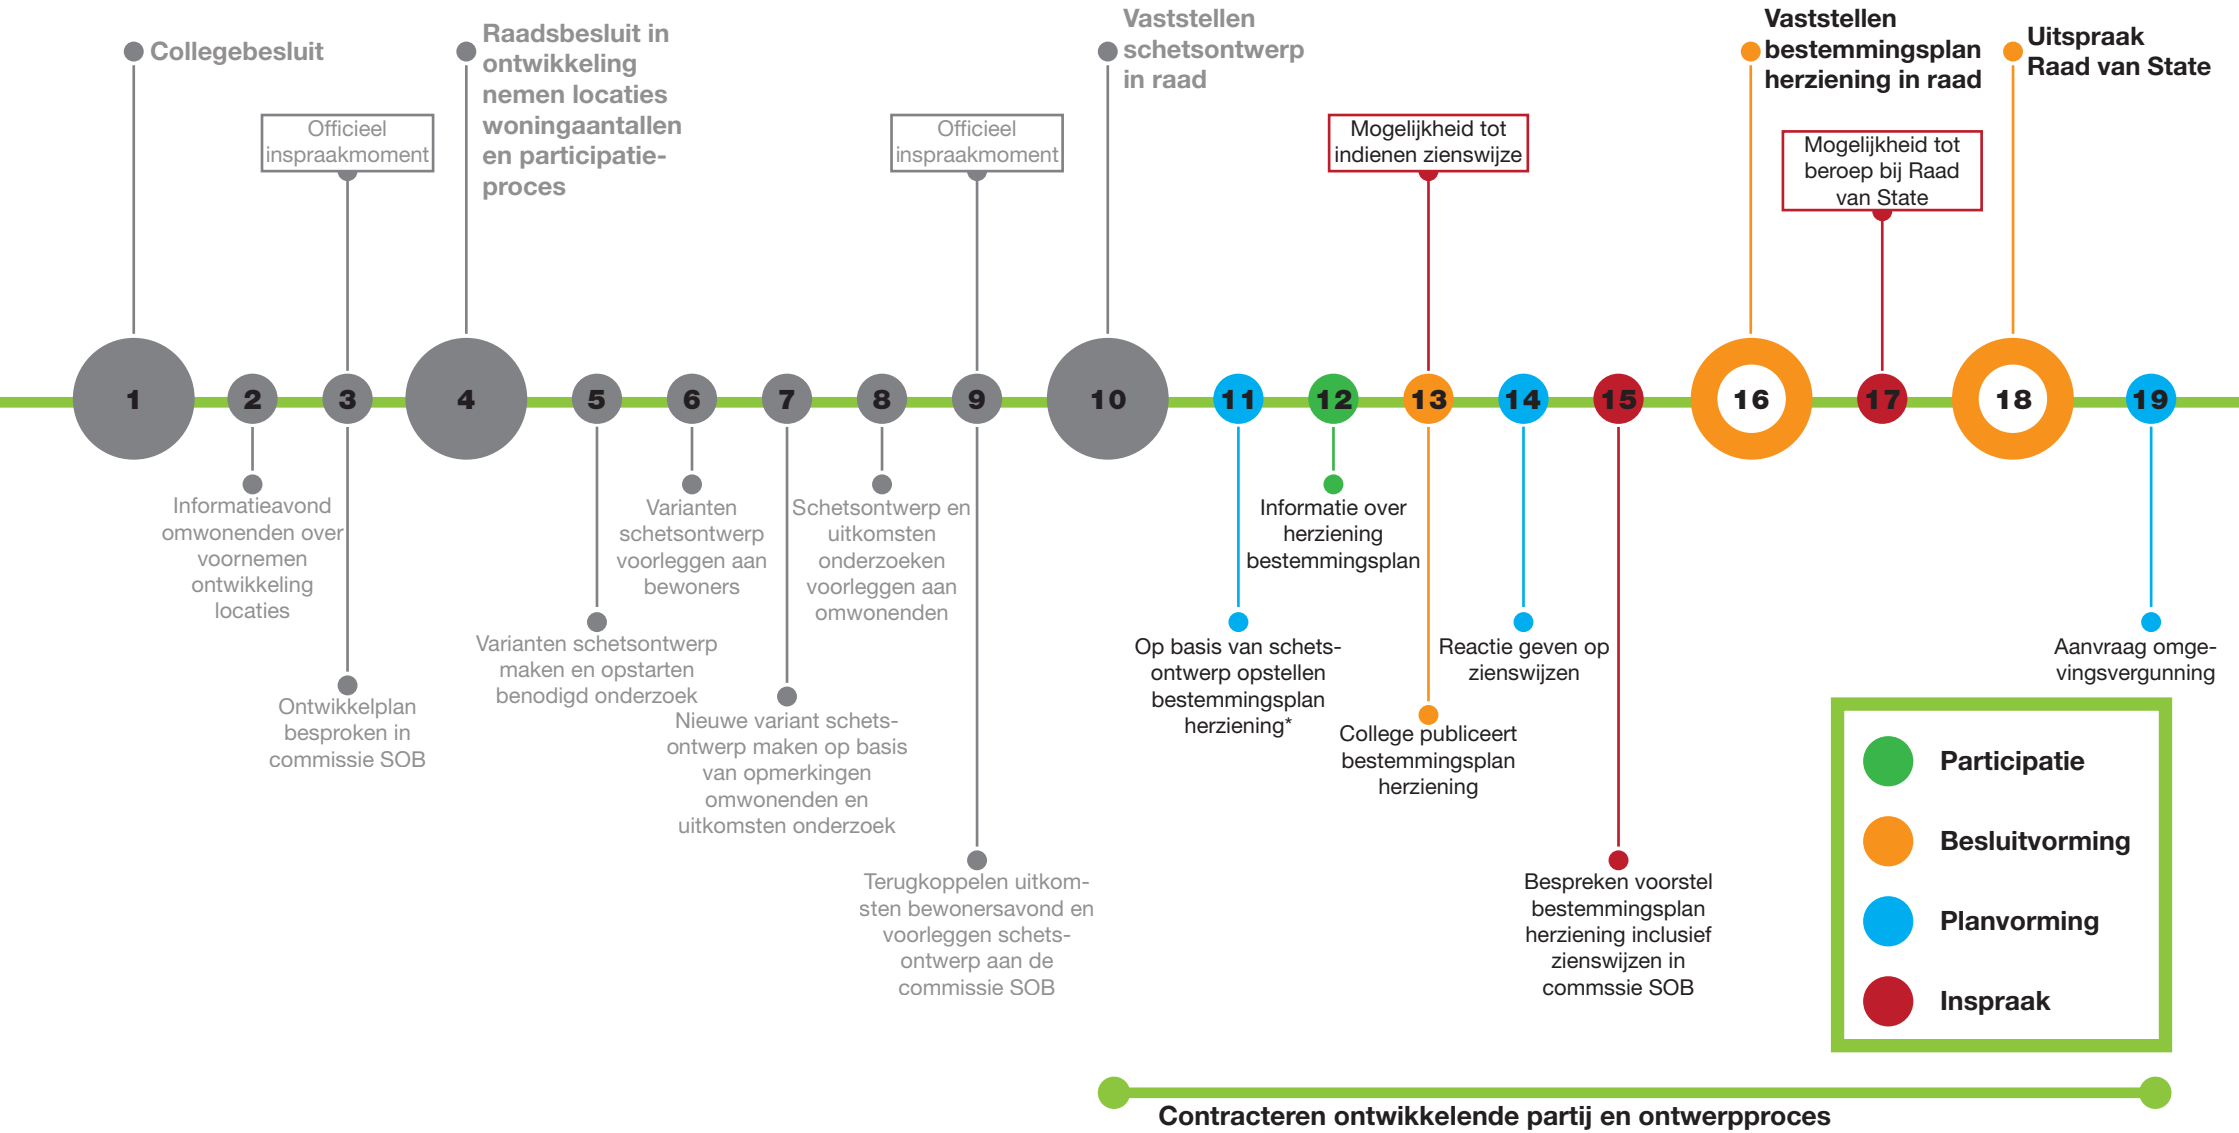 Collegebesluit
Raadsbesluit in
ontwikkeling
nemen locaties
woningaantallen
en participatie-
proces
Vaststellen
schetsontwerp
in raad
Vaststellen
bestemmingsplan
herziening in raad
Uitspraak
Raad van State
Officieel
inspraakmoment
Officieel
inspraakmoment
Mogelijkheid tot
indienen zienswijze
Mogelijkheid tot
beroep bij Raad
van State
1
2
3
4
5
6
7
8
9
10
11
12
13
14
15
16
17
18
19
Informatieavond
omwonenden over
voornemen
ontwikkeling
locaties
Ontwikkelplan
besproken in
commissie SOB
Varianten schetsontwerp
maken en opstarten
benodigd onderzoek
Varianten
schetsontwerp
voorleggen aan
bewoners
Nieuwe variant schets-
ontwerp maken op basis
van opmerkingen
omwonenden en
uitkomsten onderzoek
Schetsontwerp en
uitkomsten
onderzoeken
voorleggen aan
omwonenden
Terugkoppelen uitkom-
sten bewonersavond en
voorleggen schets-
ontwerp aan de
commissie SOB
Op basis van schets-
ontwerp opstellen
bestemmingsplan
herziening*
Informatie over
herziening
bestemmingsplan
College publiceert
bestemmingsplan
herziening
Reactie geven op
zienswijzen
Bespreken voorstel
bestemmingsplan
herziening inclusief
zienswijzen in
commssie SOB
Aanvraag omge-
vingsvergunning
Participatie
Besluitvorming
Planvorming
Inspraak
Contracteren ontwikkelende partij en ontwerpproces